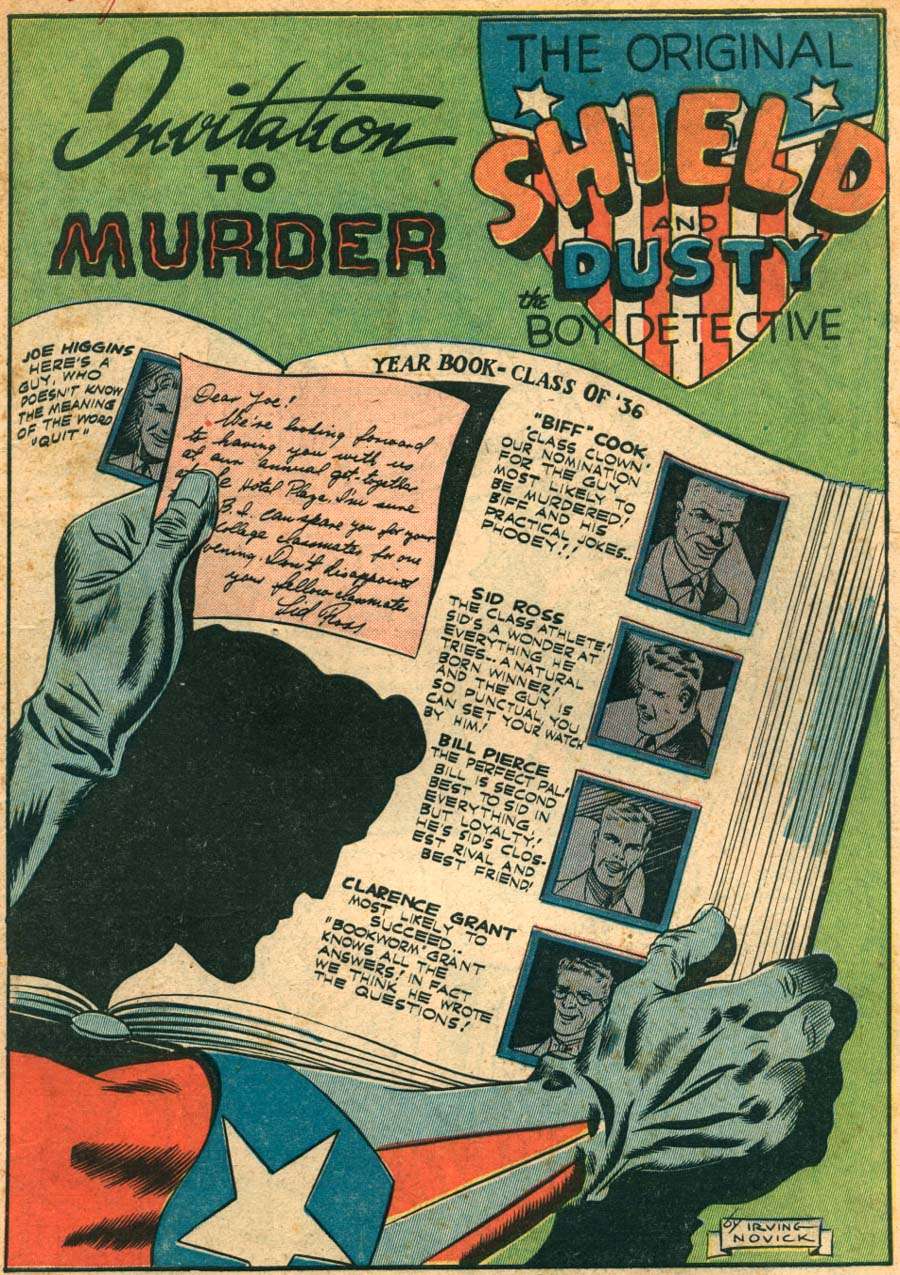 Invitation
TO
MURDER
THE ORIGINAL
SHIELD
AND
DUSTY
the
BOY DETECTIVE
JOE HIGGINS
HERE'S A
GUY, WHO
DOESN'T KNOW
THE MEANING
OF THE WORD
"QUIT"
Dear Joe!
We're looking forward
to having you with us
at our annual get-together
Hotel Plaza. I'm sure
B.I. can spare you for your
college classmates for one
evening. Don't disappoint
your fellow classmates
Sid Ross
YEAR BOOK - CLASS OF '36
"BIFF" COOK
'CLASS CLOWN'
OUR NOMINATION
FOR THE GUY
MOST LIKELY TO
BE MURDERED!
BIFF AND HIS
PRACTICAL JOKES..
PHOOEY!!
SID ROSS
THE CLASS ATHLETE!
SID'S A WONDER AT
EVERYTHING HE
TRIES-- A NATURAL
BORN WINNER!
AND THE GUY IS
SO PUNCTUAL YOU
CAN SET YOUR WATCH
BY HIM!
BILL PIERCE
THE PERFECT PAL!
BILL IS SECOND
BEST TO SID IN
EVERYTHING,
BUT LOYALTY!
HE'S SID'S CLOS-
EST RIVAL AND
BEST FRIEND!
CLARENCE GRANT
MOST LIKELY TO
SUCCEED..
"BOOKWORM" GRANT
KNOWS ALL THE
ANSWERS! IN FACT
WE THINK HE WROTE
THE QUESTIONS!
by IRVING
NOVICK